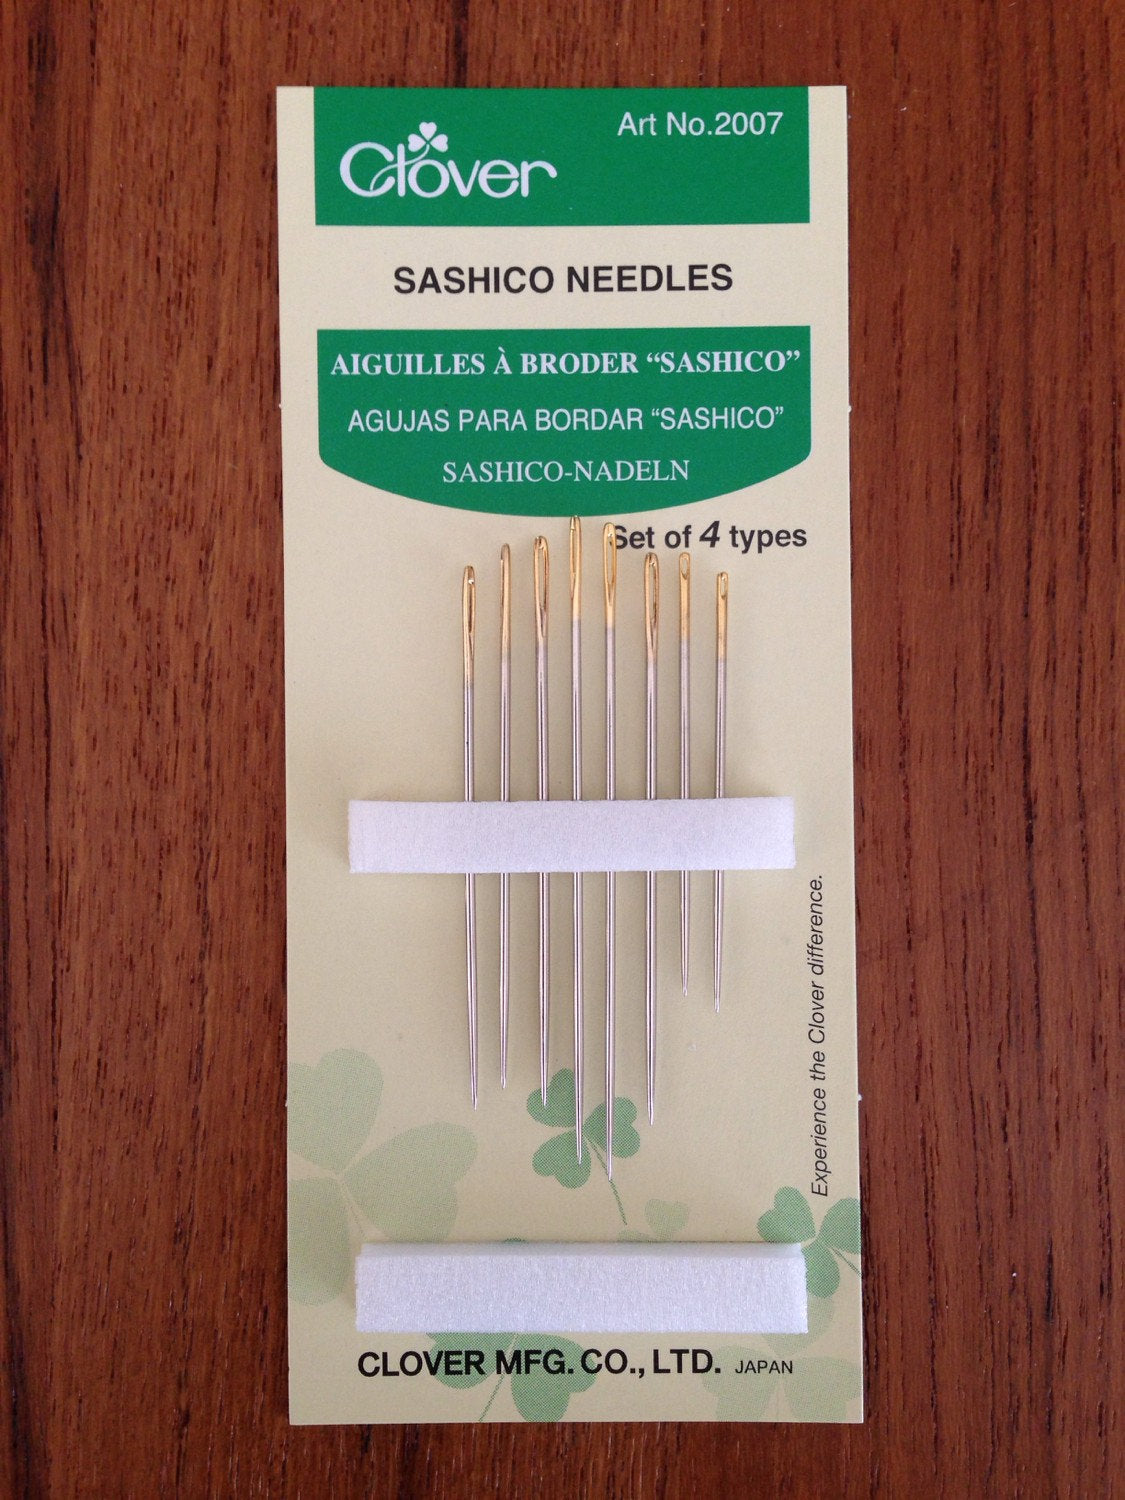 Clover
Art No.2007
SASHICO NEEDLES
AIGUILLES À BRODER “SASHICO”
AGUJAS PARA BORDAR “SASHICO”
SASHICO-NADELN
Set of 4 types
Experience the Clover difference.
CLOVER MFG. CO., LTD. JAPAN